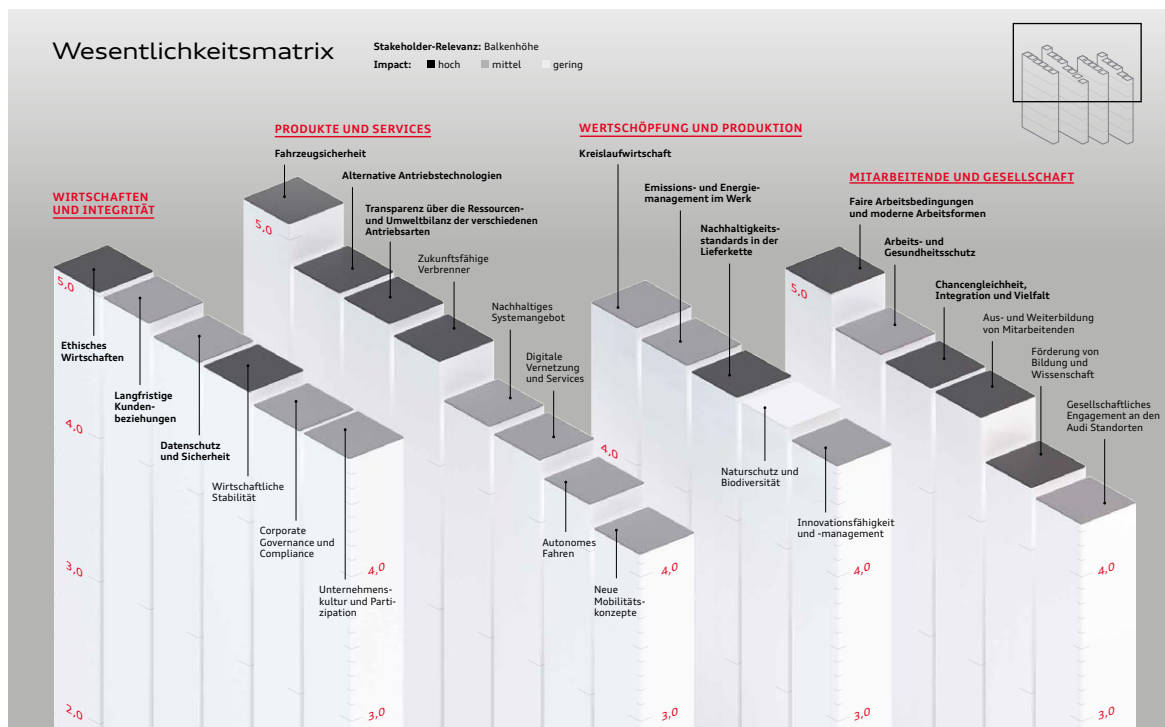 Wesentlichkeitsmatrix
Stakeholder-Relevanz: Balkenhöhe
Impact: hoch mittel gering
WIRTSCHAFTEN
UND INTEGRITÄT
Ethisches
Wirtschaften
Langfristige
Kunden-
beziehungen
Datenschutz
und Sicherheit
Wirtschaftliche
Stabilität
Corporate
Governance und
Compliance
Unternehmens-
kultur und Parti-
zipation
5,0
4,0
3,0
2,0
4,0
3,0
PRODUKTE UND SERVICES
Fahrzeugsicherheit
Alternative Antriebstechnologien
Transparenz über die Ressourcen-
und Umweltbilanz der verschiedenen
Antriebsarten
Zukunftsfähige
Verbrenner
Nachhaltiges
Systemangebot
Digitale
Vernetzung
und Services
Autonomes
Fahren
Neue
Mobilitäts-
konzepte
5,0
4,0
3,0
WERTSCHÖPFUNG UND PRODUKTION
Kreislaufwirtschaft
Emissions- und Energie-
management im Werk
Nachhaltigkeits-
standards in der
Lieferkette
Naturschutz und
Biodiversität
Innovationsfähigkeit
und -management
4,0
4,0
3,0
MITARBEITENDE UND GESELLSCHAFT
Faire Arbeitsbedingungen
und moderne Arbeitsformen
Arbeits- und
Gesundheitsschutz
Chancengleichheit,
Integration und Vielfalt
Aus- und Weiterbildung
von Mitarbeitenden
Förderung von
Bildung und
Wissenschaft
Gesellschaftliches
Engagement an den
Audi Standorten
5,0
4,0
3,0